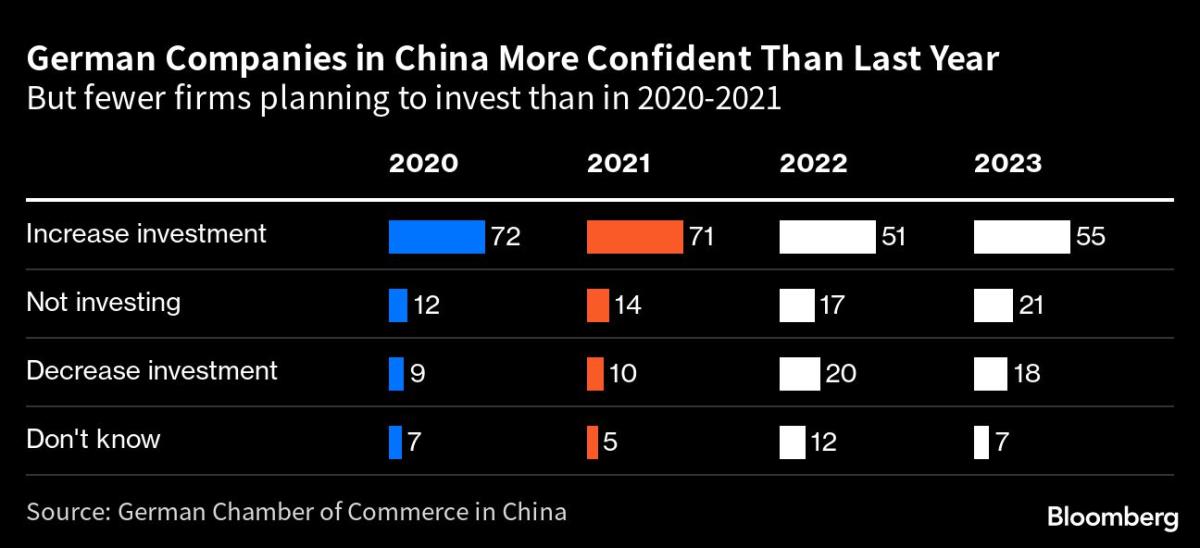 German Companies in China More Confident Than Last Year
But fewer firms planning to invest than in 2020-2021
2020 2021 2022 2023
Increase investment 72 71 51 55
Not investing 12 14 17 21
Decrease investment 9 10 20 18
Don't know 7 5 12 7
Source: German Chamber of Commerce in China
Bloomberg